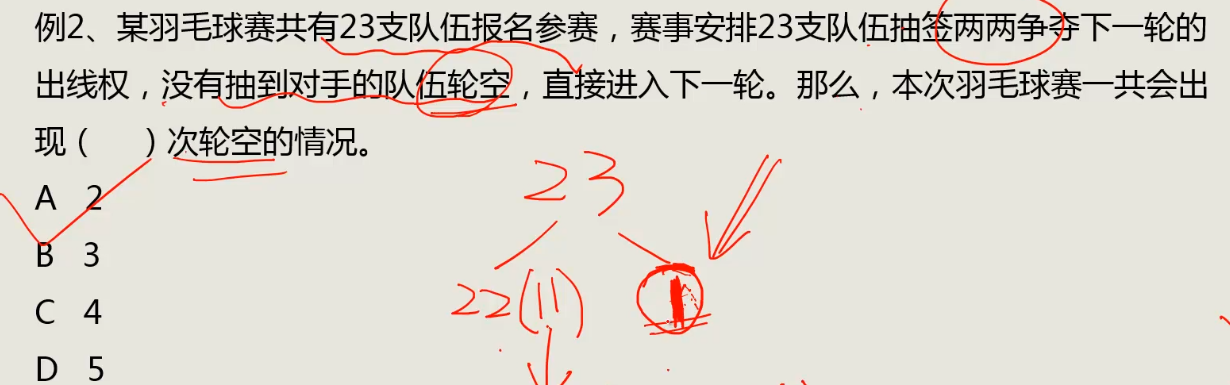 例2、某羽毛球赛共有23支队伍报名参赛，赛事安排23支队伍抽签两两争夺下一轮的
出线权，没有抽到对手的队伍轮空，直接进入下一轮。那么，本次羽毛球赛一共会出
现（　　）次轮空的情况。
A 2
B 3
C 4
D 5
23
22(11) 1